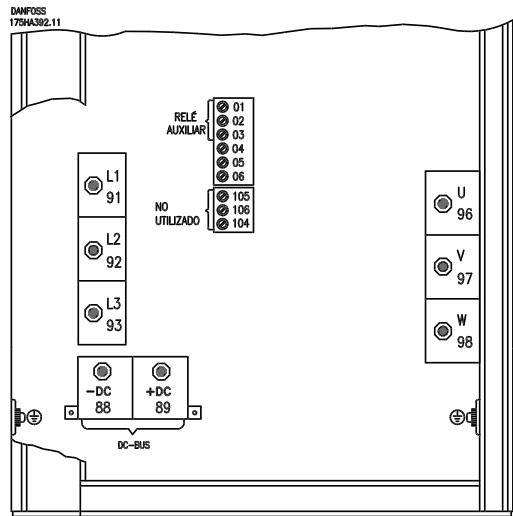 DANFOSS
175HA392.11
RELÉ
AUXILIAR
01
02
03
04
05
06
NO
UTILIZADO
105
106
104
L1
91
L2
92
L3
93
U
96
V
97
W
98
-DC
88
+DC
89
DC-BUS